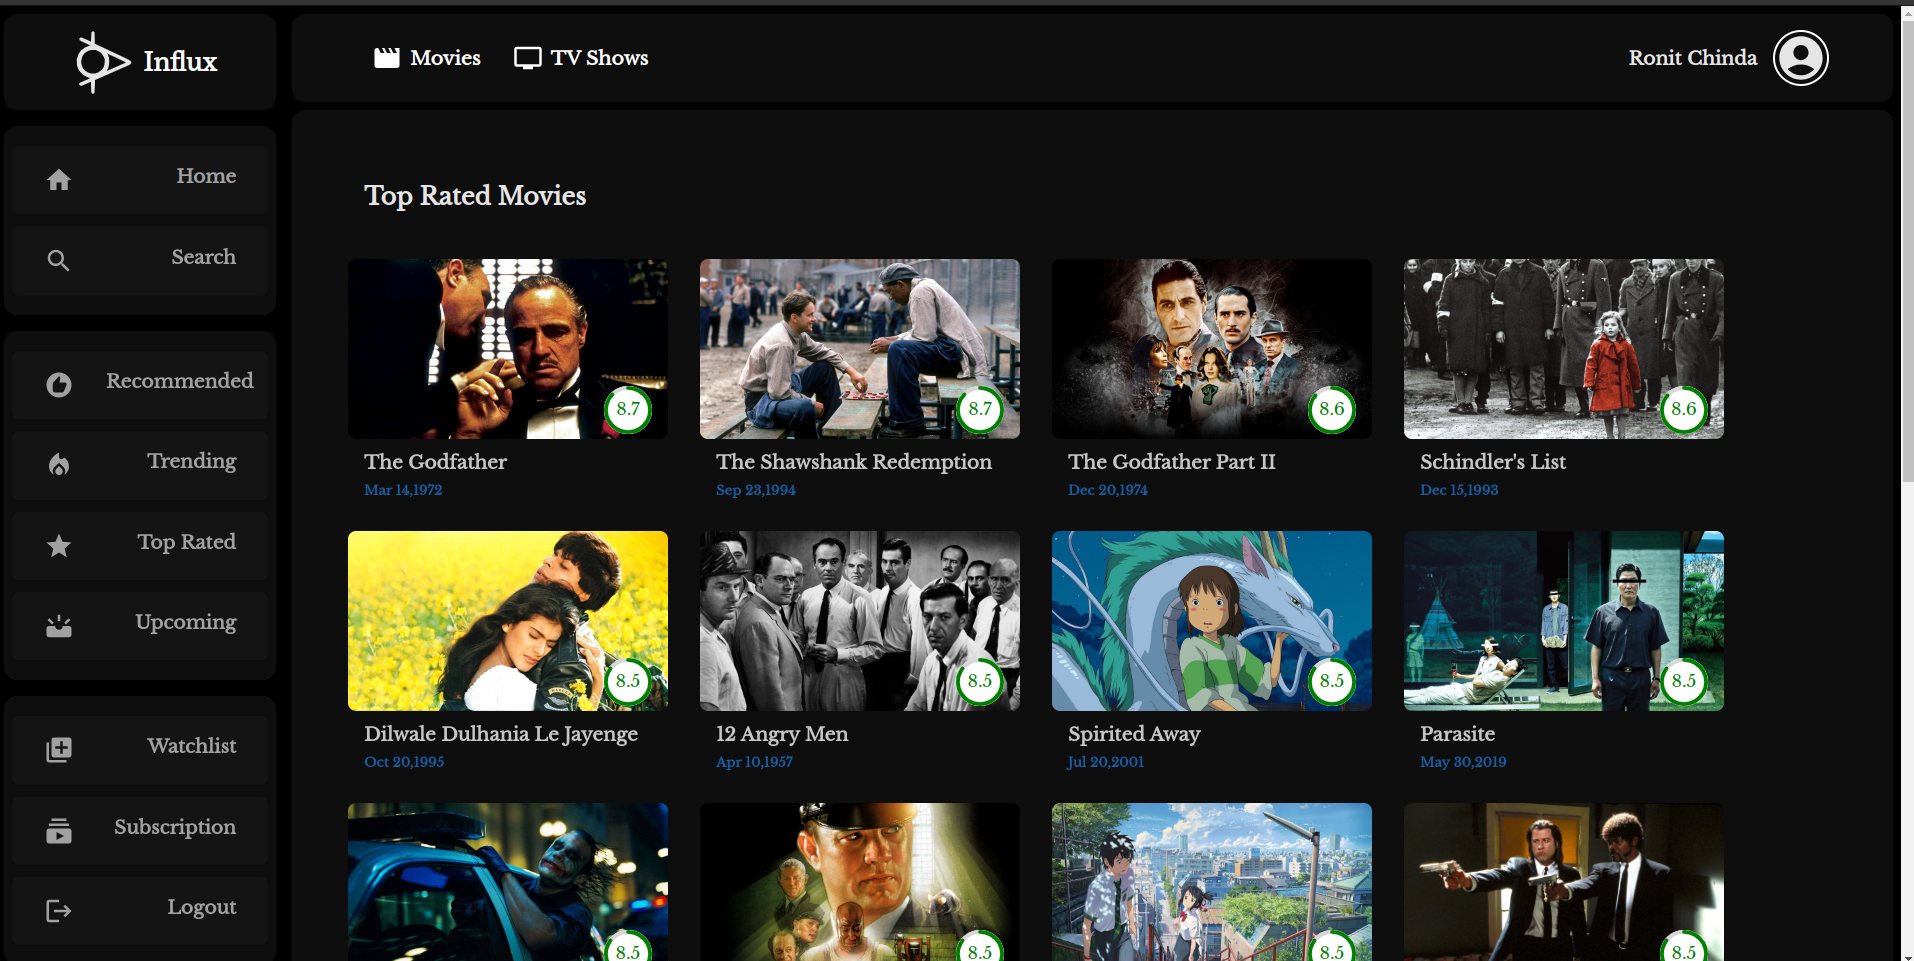 Influx
Movies
TV Shows
Ronit Chinda
Home
Search
Recommended
Trending
Top Rated
Upcoming
Watchlist
Subscription
Logout
Top Rated Movies
8.7
8.7
8.6
8.6
The Godfather
The Shawshank Redemption
The Godfather Part II
Schindler's List
Mar 14,1972
Sep 23,1994
Dec 20,1974
Dec 15,1993
8.5
8.5
8.5
8.5
Dilwale Dulhania Le Jayenge
12 Angry Men
Spirited Away
Parasite
Oct 20,1995
Apr 10,1957
Jul 20,2001
May 30,2019
8.5
8.5
8.5
8.5